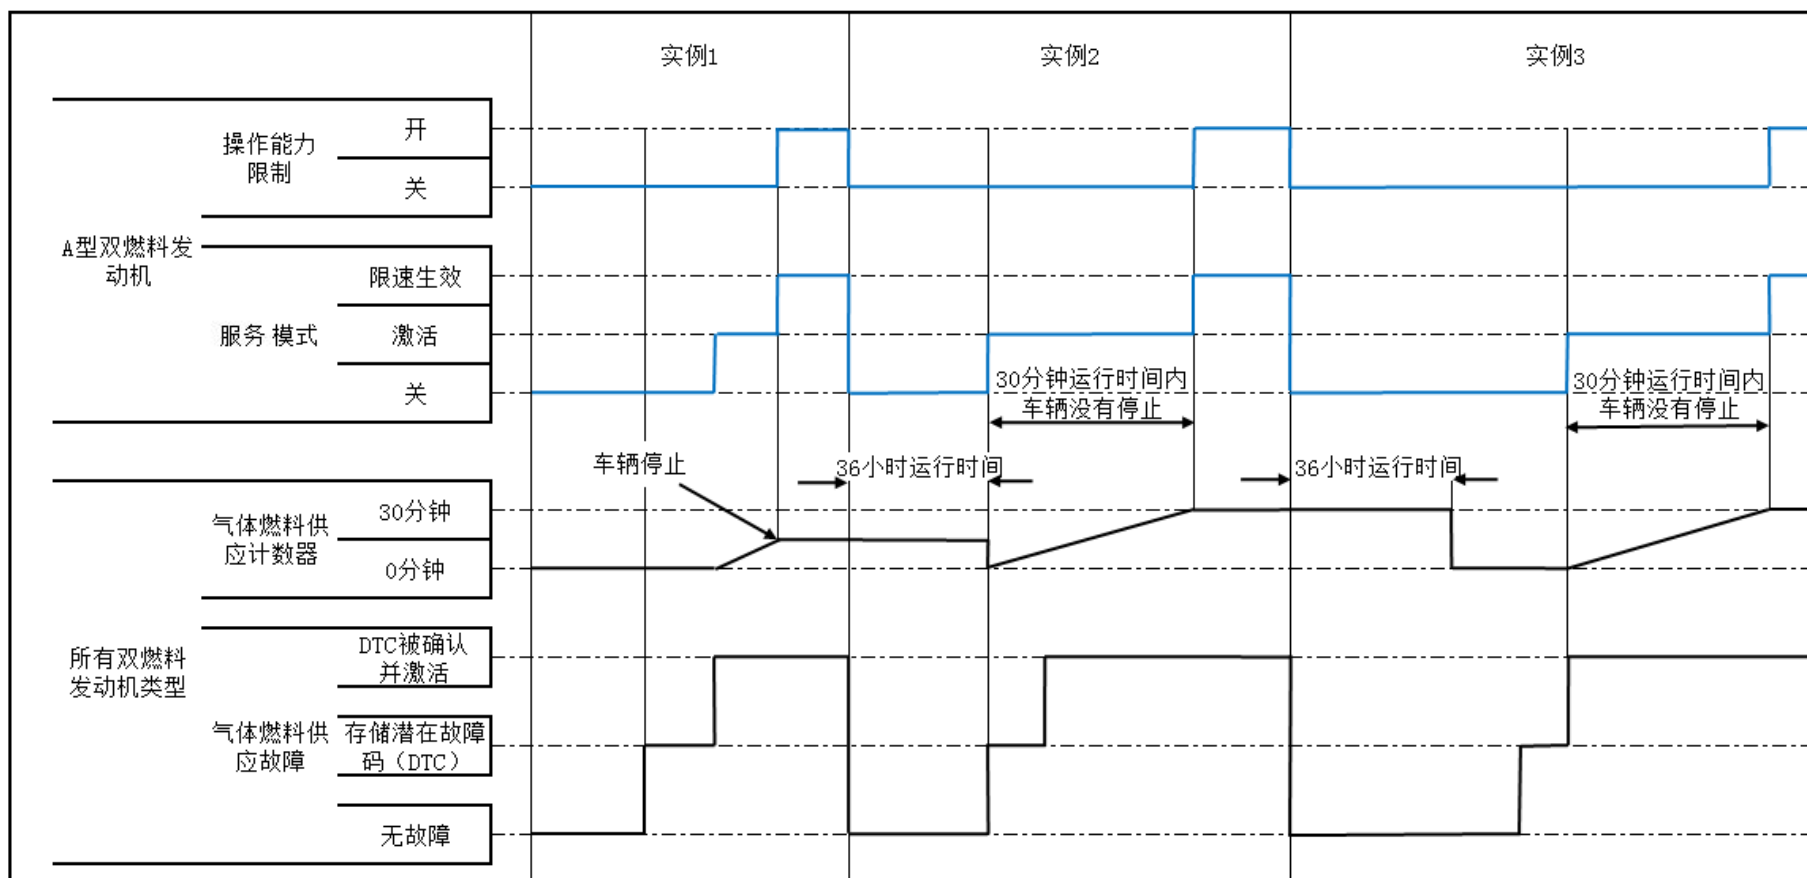 实例1
实例2
实例3
A型双燃料发
动机
操作能力
限制
开
关
服务 模式
限速生效
激活
关
30分钟运行时间内
车辆没有停止
30分钟运行时间内
车辆没有停止
车辆停止
36小时运行时间
36小时运行时间
所有双燃料
发动机类型
气体燃料供
应计数器
30分钟
0分钟
气体燃料供
应故障
DTC被确认
并激活
存储潜在故障
码（DTC）
无故障